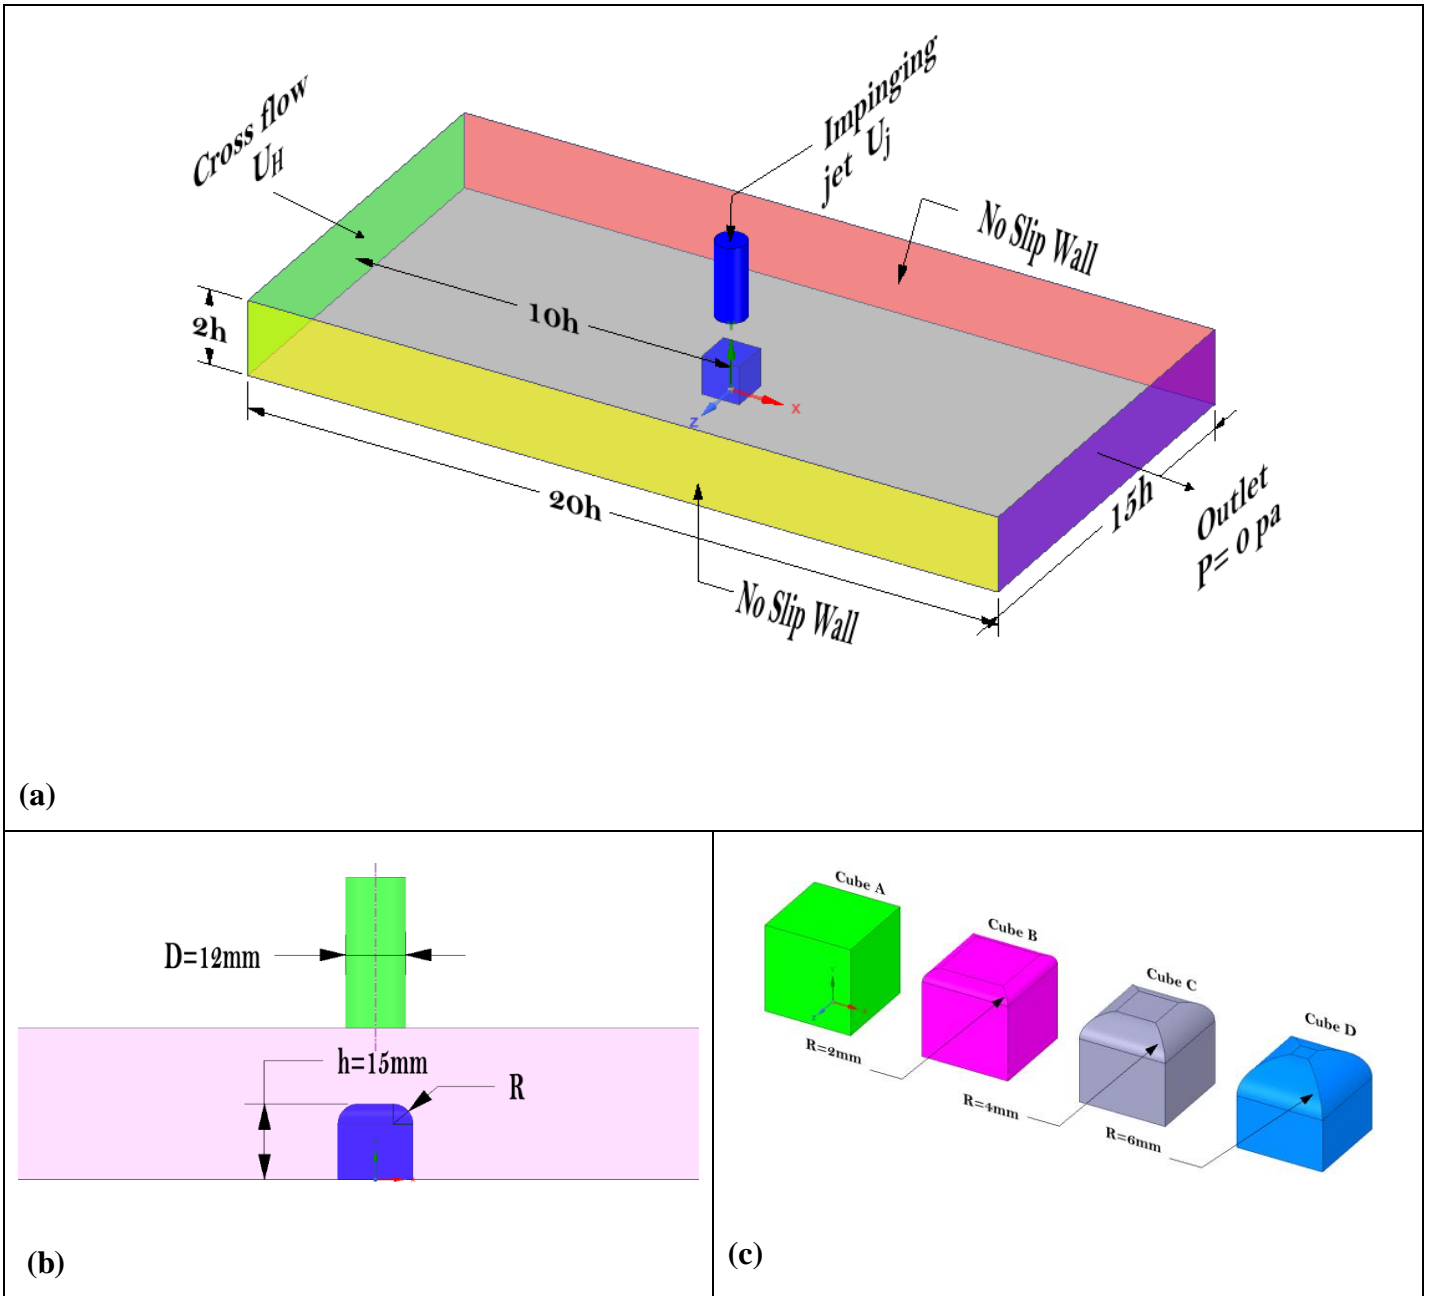 Cross flow
UH
Impinging
jet Uj
No Slip Wall
2h
10h
x
z
20h
15h
Outlet
P= 0 pa
No Slip Wall
(a)
D=12mm
h=15mm
R
(b)
Cube A
Cube B
Cube C
Cube D
R=2mm
R=4mm
R=6mm
(c)